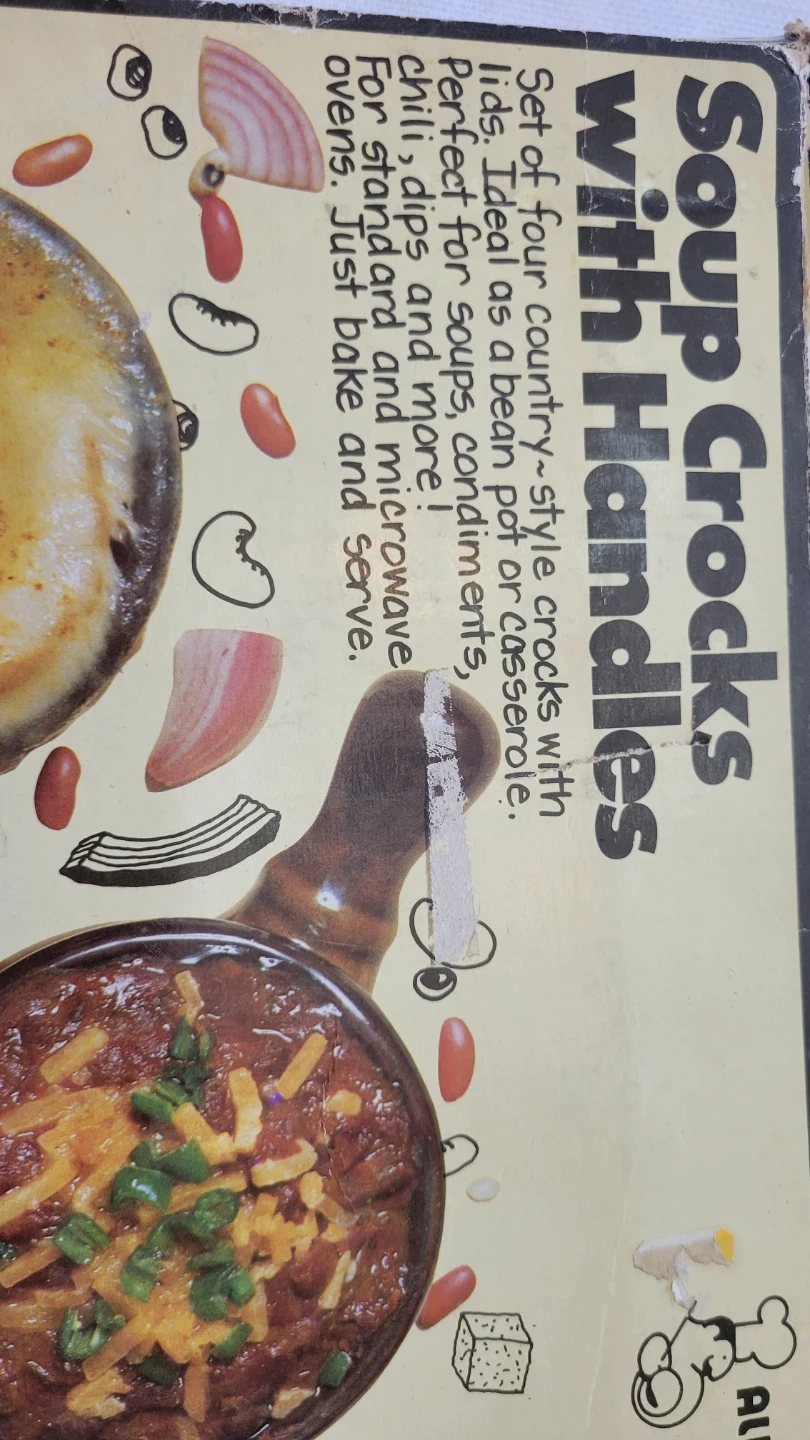 Soup Crocks
with Handles
Set of four country~style crocks with
lids. Ideal as a bean pot or casserole.
Perfect for soups, condiments,
chili, dips and more!
For standard and microwave
ovens. Just bake and serve.